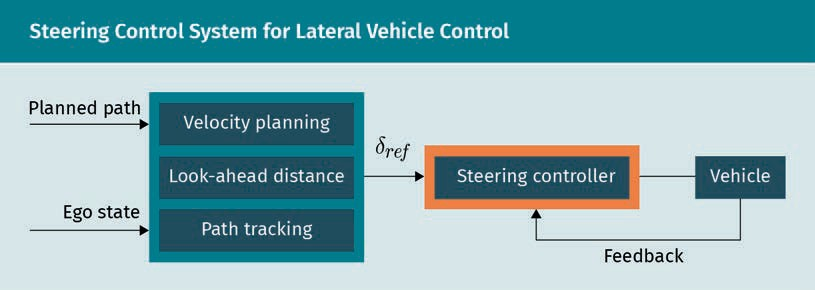 Steering Control System for Lateral Vehicle Control
Planned path
Velocity planning
δref
Look-ahead distance
Steering controller
Vehicle
Ego state
Path tracking
Feedback